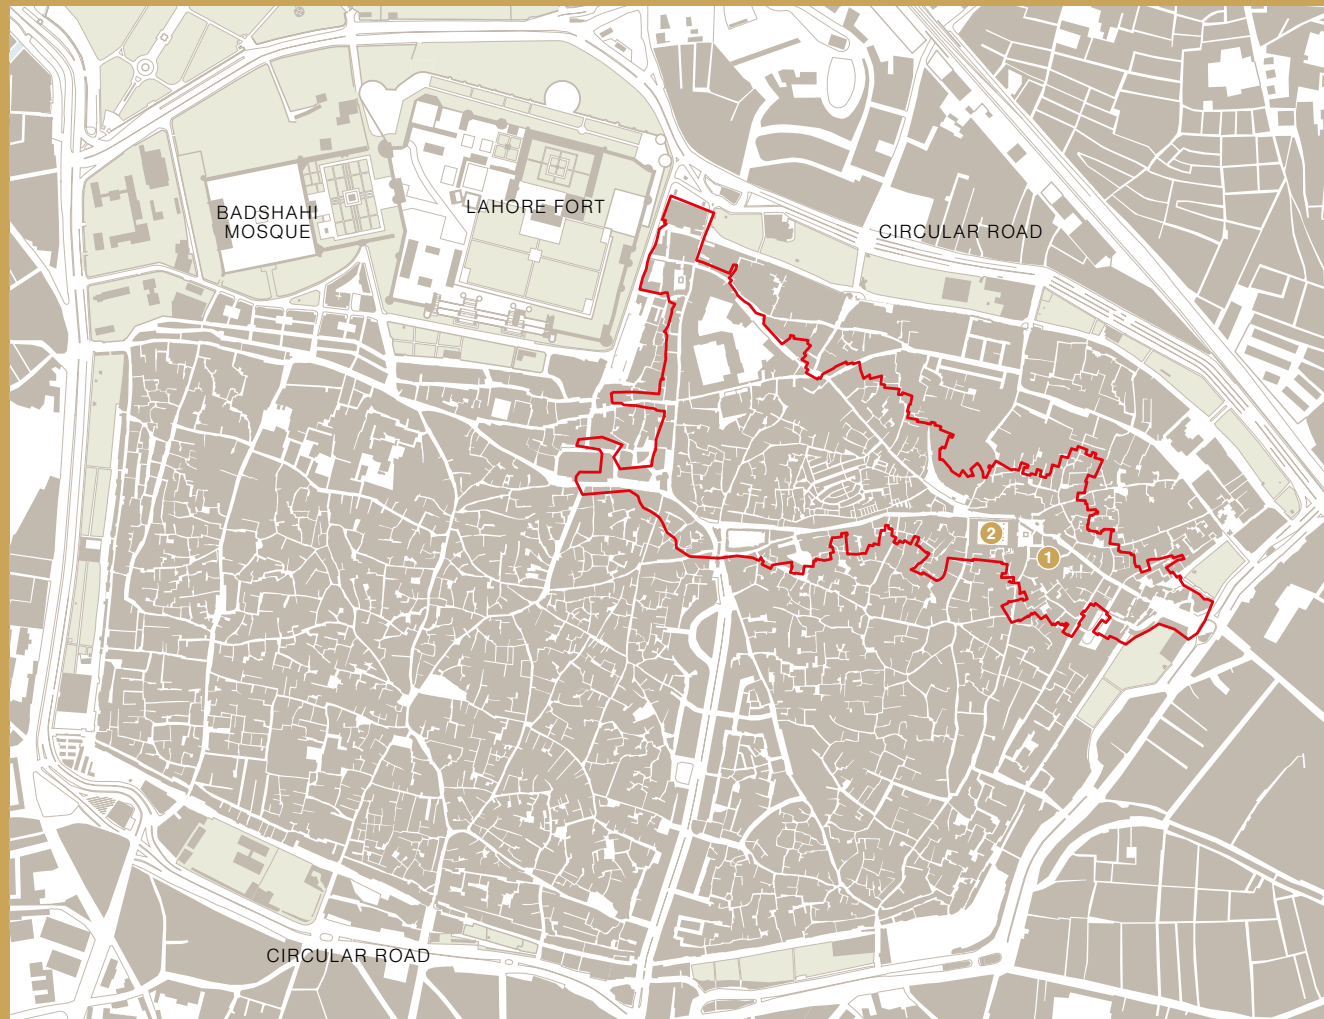 BADSHAHI
MOSQUE
LAHORE FORT
CIRCULAR ROAD
2
1
CIRCULAR ROAD